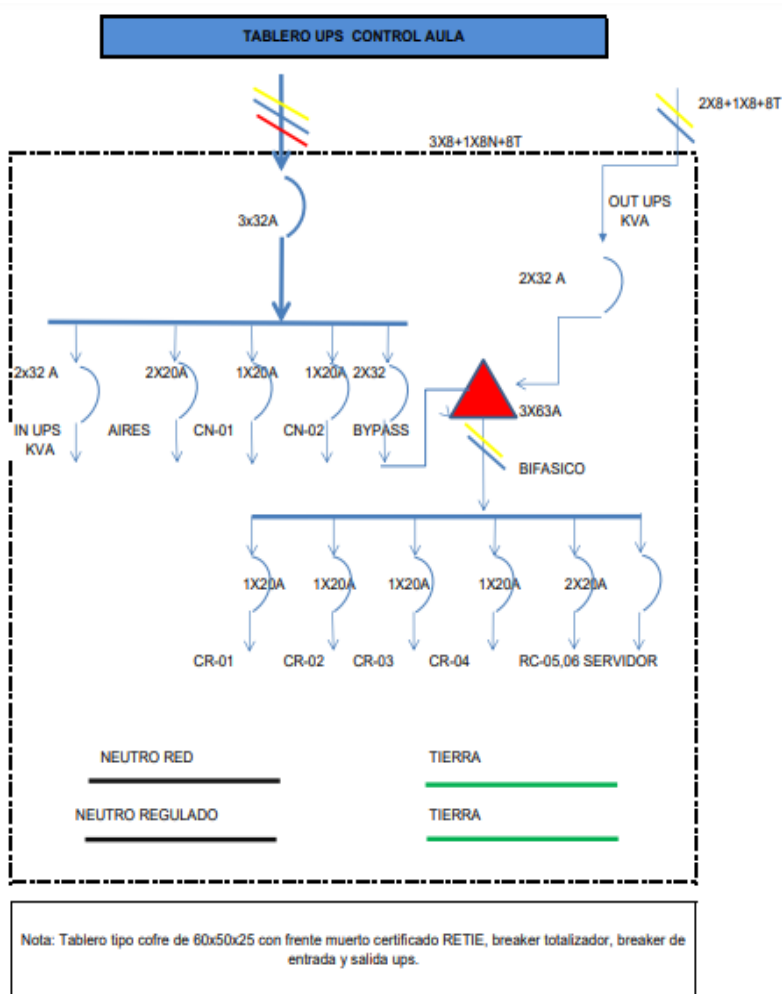 TABLERO UPS CONTROL AULA
2X8+1X8+8T
3X8+1X8N+8T
OUT UPS
KVA
3x32A
2X32 A
2x32 A
2X20A
1X20A
1X20A
2X32
3X63A
IN UPS
KVA
AIRES
CN-01
CN-02
BYPASS
BIFASICO
1X20A
1X20A
1X20A
1X20A
2X20A
CR-01
CR-02
CR-03
CR-04
RC-05,06 SERVIDOR
NEUTRO RED
TIERRA
NEUTRO REGULADO
TIERRA
Nota: Tablero tipo cofre de 60x50x25 con frente muerto certificado RETIE, breaker totalizador, breaker de
entrada y salida ups.